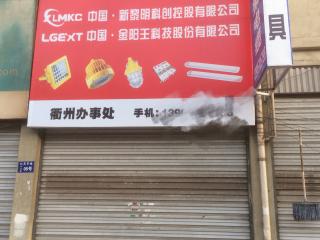 LMKC 中国·新黎明科创控股有限公司
LGEXT 中国·金阳王科技股份有限公司
衢州办事处 手机:139
具